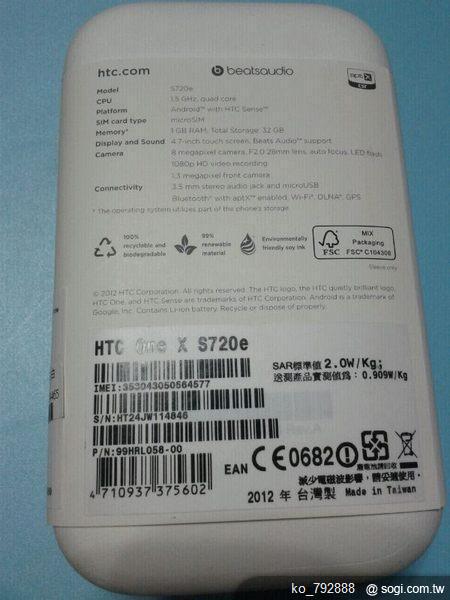 htc.com
beatsaudio
aptX
CSR
Model S720e
CPU 1.5 GHz, quad core
Platform Android™ with HTC Sense™
SIM card type microSIM
Memory* 1 GB RAM, Total Storage: 32 GB
Display and Sound 4.7-inch touch screen, Beats Audio™ support
Camera 8 megapixel camera, F2.0 28mm lens, auto focus, LED flash
1080p HD video recording
1.3 megapixel front camera
Connectivity 3.5 mm stereo audio jack and microUSB
Bluetooth® with aptX™ enabled, Wi-Fi®, DLNA®, GPS
* The operating system utilizes part of the phone's storage.
100% recyclable and biodegradable
99% renewable material
Environmentally friendly soy ink
FSC
MIX
Packaging
FSC® C104308
Sleeve only
©2012 HTC Corporation. All rights reserved. The HTC logo, the HTC quietly brilliant logo,
HTC One, and HTC Sense are trademarks of HTC Corporation. Android is a trademark of
Google, Inc. Contains Li-ion battery. Recycle or dispose of properly.
HTC One X S720e
SAR標準值 2.0W/Kg;
送測產品實測值為: 0.909W/Kg
IMEI:353043050564577
S/N:HT24JW114846
P/N:99HRL058-00
EAN CE0682
廢電池請回收
4 710937 375602
減少電磁波影響,請妥適使用
2012 年 台灣製 Made in Taiwan
ko_792888 @ sogi.com.tw